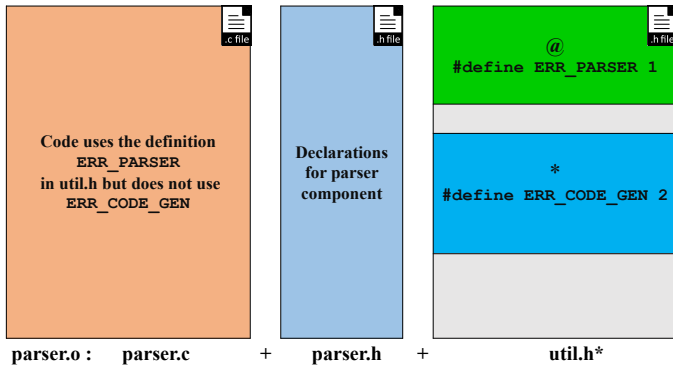 .c file
Code uses the definition
ERR_PARSER
in util.h but does not use
ERR_CODE_GEN
.h file
Declarations
for parser
component
.h file
@
#define ERR_PARSER 1
*
#define ERR_CODE_GEN 2
parser.o : parser.c + parser.h + util.h*